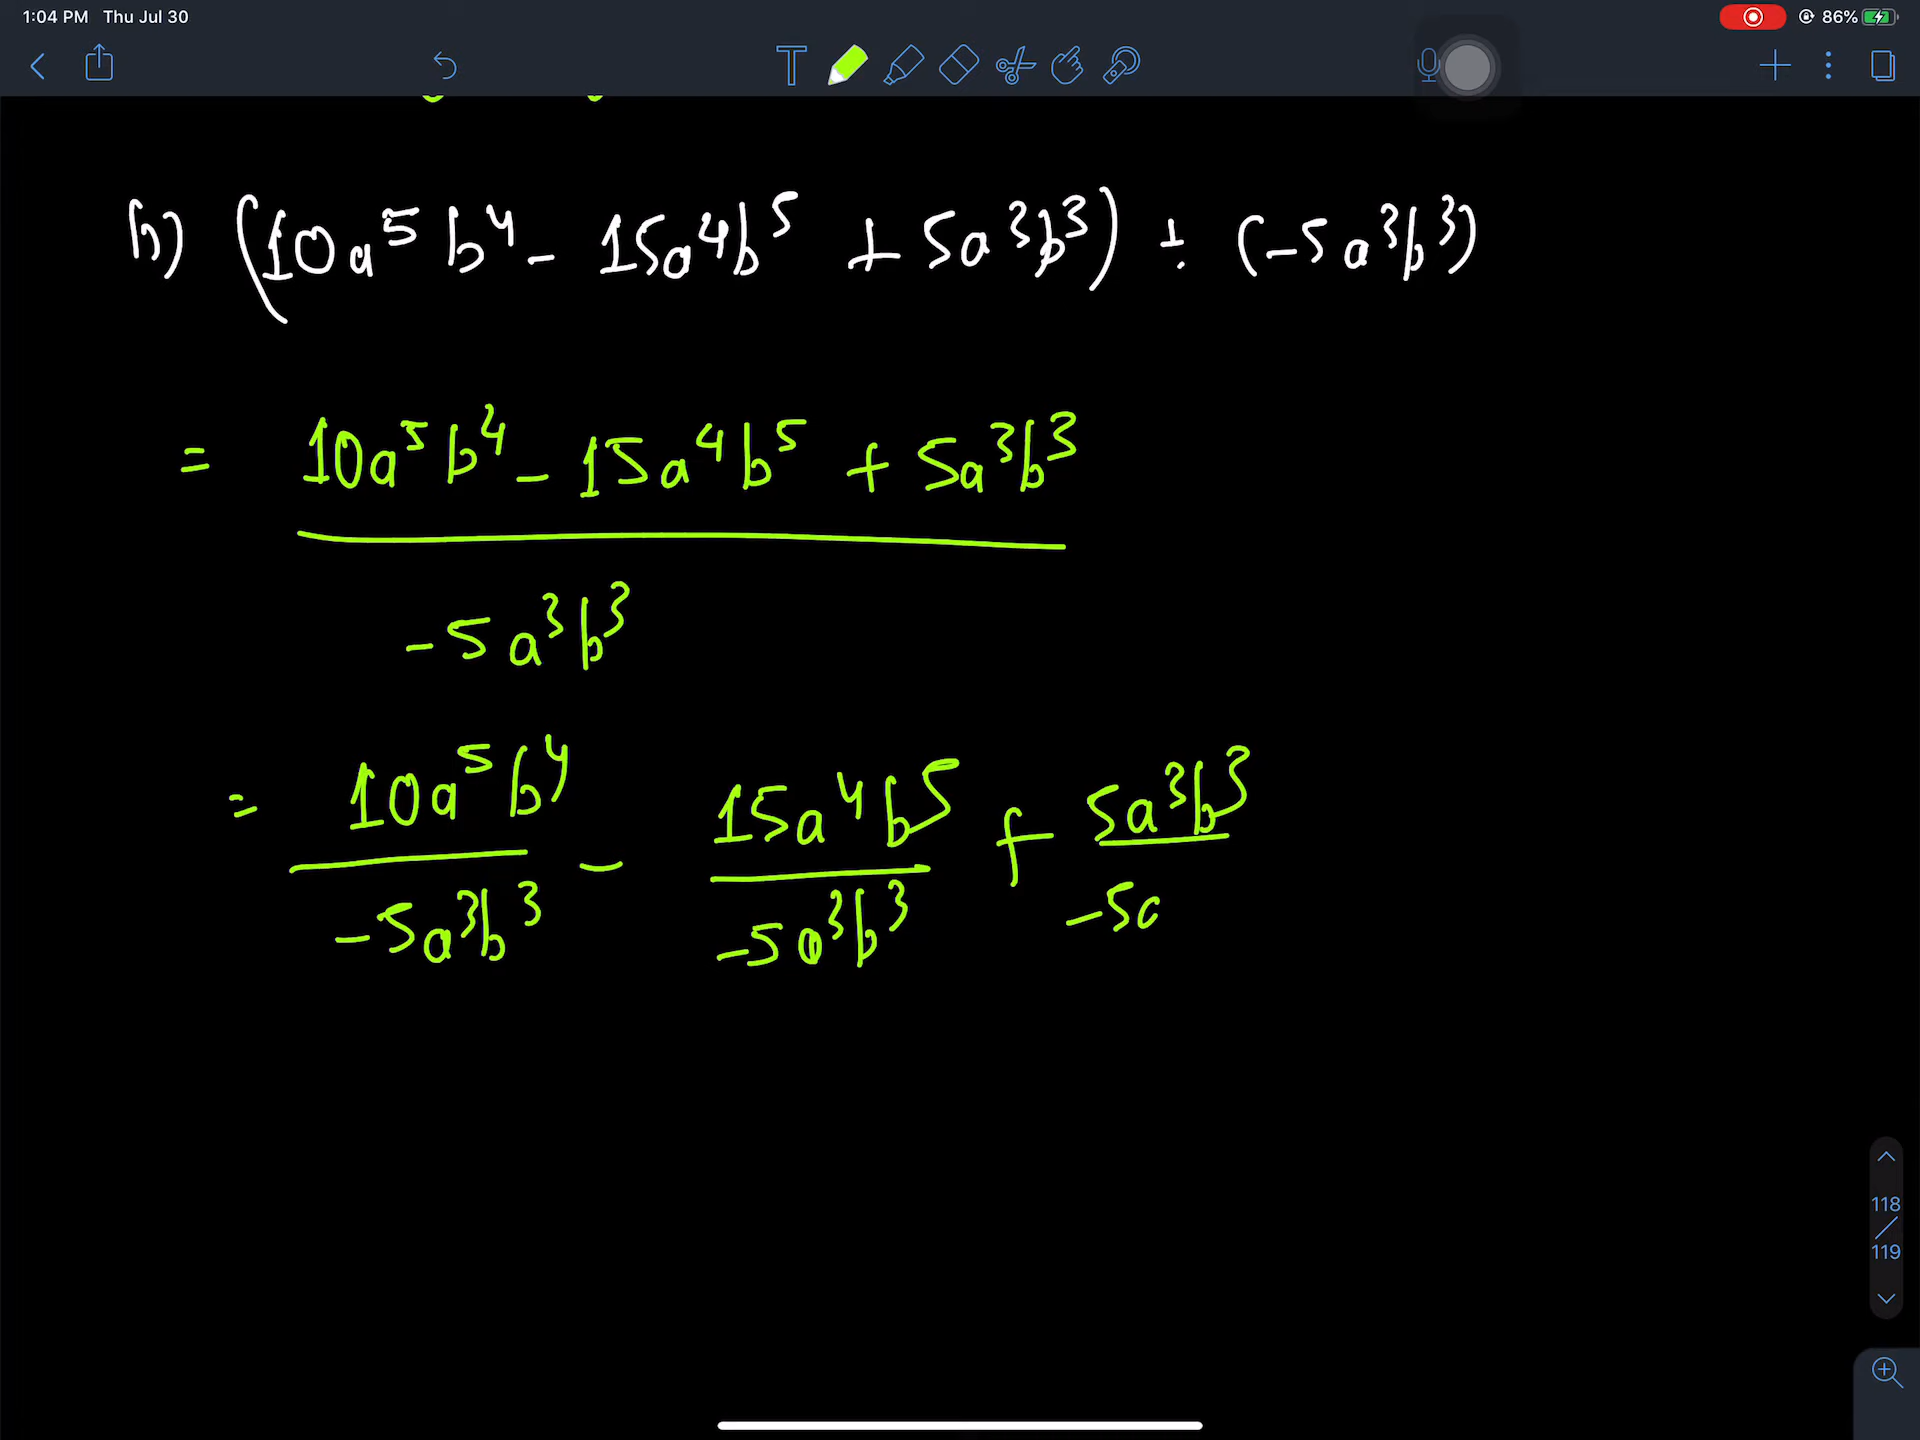 1:04 PM Thu Jul 30 86%
h) (10a⁵b⁴ - 15a⁴b⁵ + 5a³b³) ÷ (-5a³b³)
= 10a⁵b⁴ - 15a⁴b⁵ + 5a³b³
-5a³b³
= 10a⁵b⁴ - 15a⁴b⁵ + 5a³b³
-5a³b³ -5a³b³ -5a
118
/
119